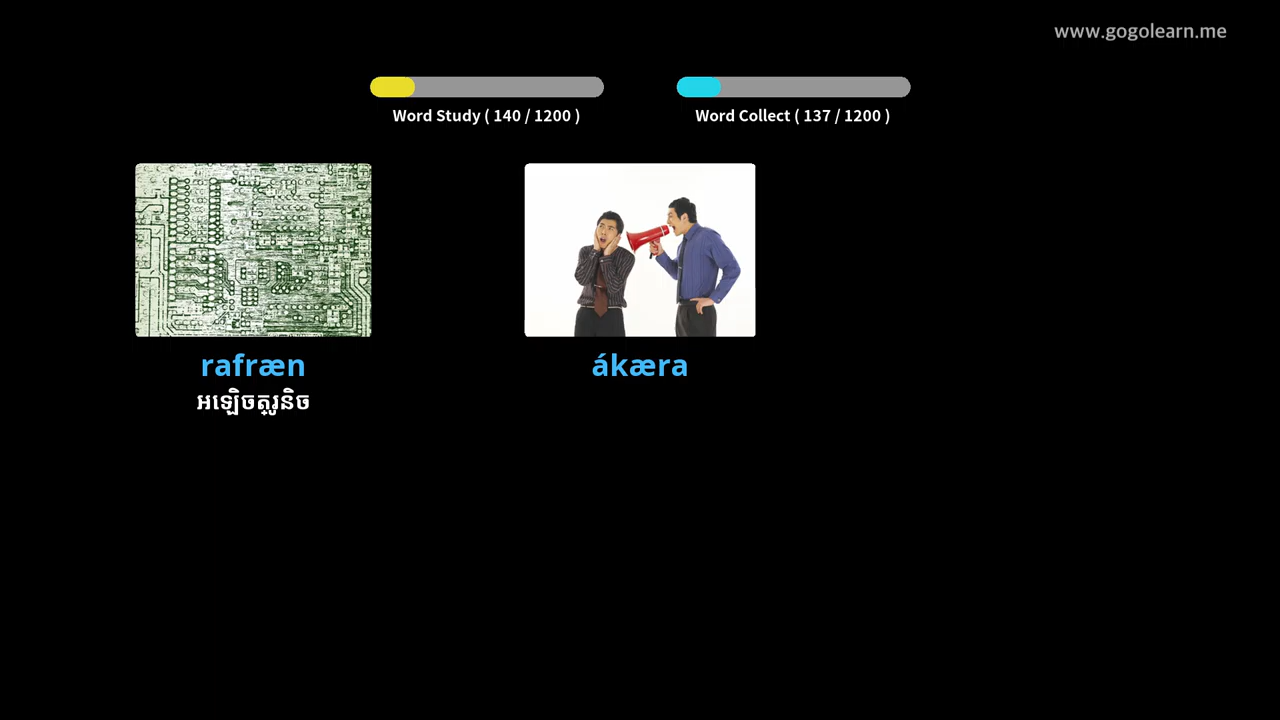 www.gogolearn.me
Word Study ( 140 / 1200 )
Word Collect ( 137 / 1200 )
rafræn
ákæra
អឡិចត្រូនិច